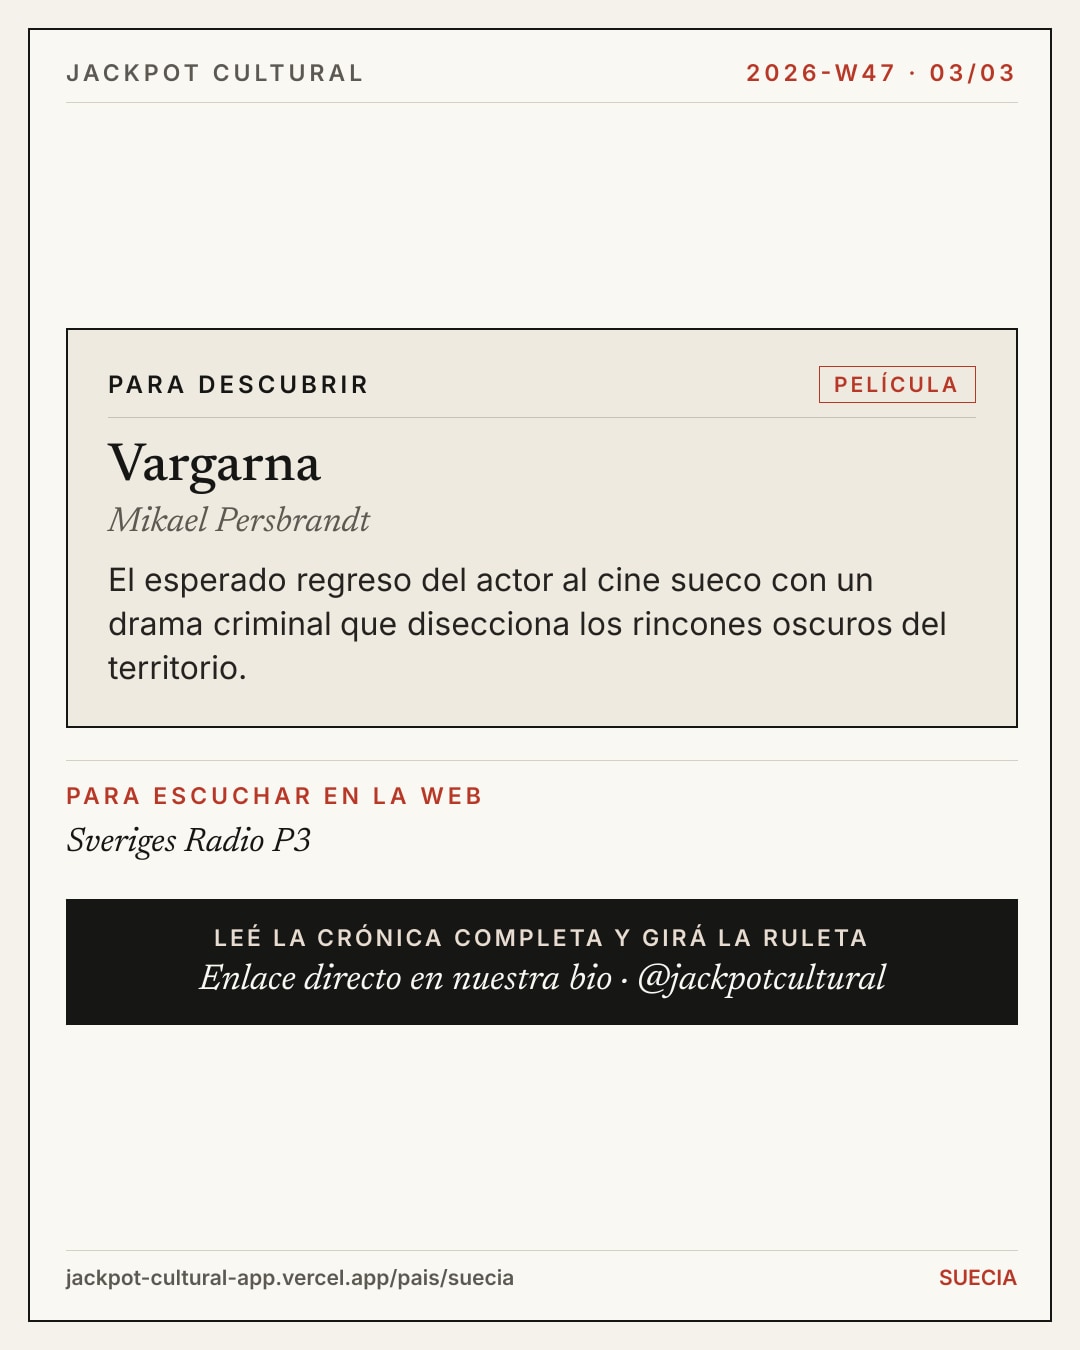 JACKPOT CULTURAL
2026-W47 · 03/03
PARA DESCUBRIR
PELÍCULA
Vargarna
Mikael Persbrandt
El esperado regreso del actor al cine sueco con un
drama criminal que disecciona los rincones oscuros del
territorio.
PARA ESCUCHAR EN LA WEB
Sveriges Radio P3
LEÉ LA CRÓNICA COMPLETA Y GIRÁ LA RULETA
Enlace directo en nuestra bio · @jackpotcultural
jackpot-cultural-app.vercel.app/pais/suecia
SUECIA